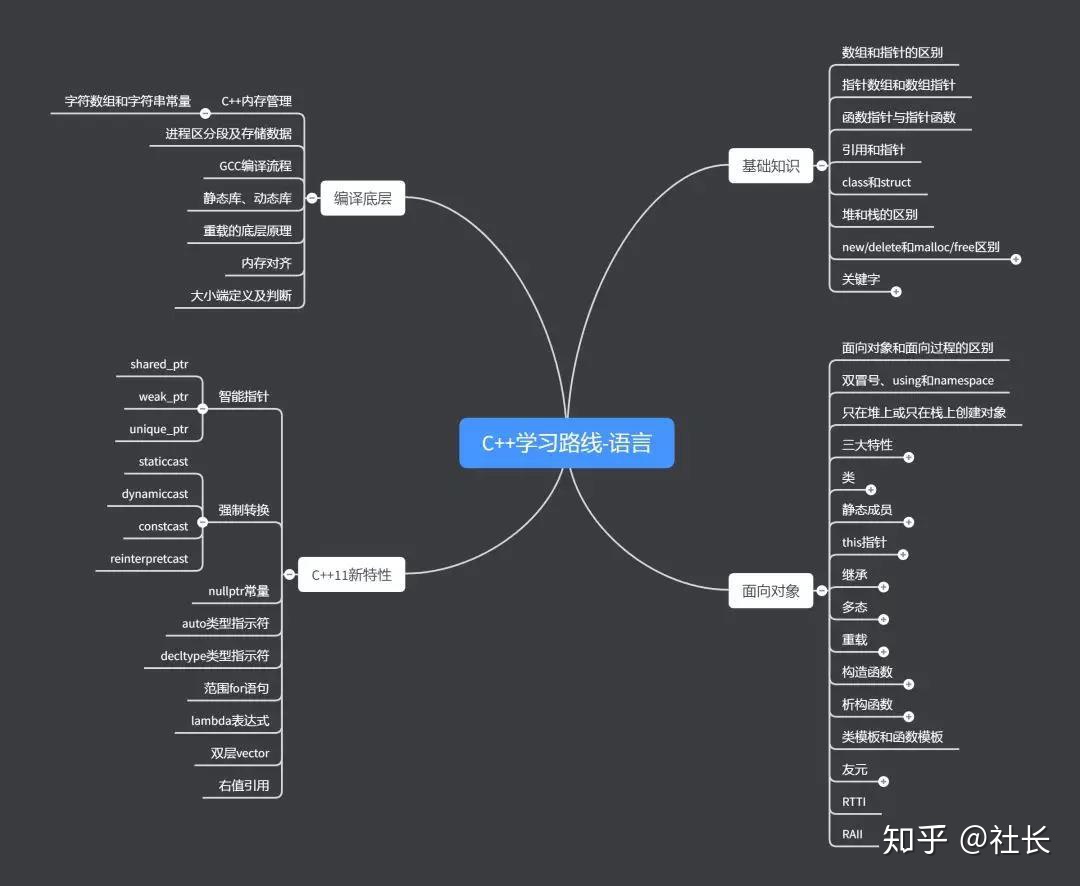 C++学习路线-语言
基础知识
数组和指针的区别
指针数组和数组指针
函数指针与指针函数
引用和指针
class和struct
堆和栈的区别
new/delete和malloc/free区别
关键字
面向对象
面向对象和面向过程的区别
双冒号、using和namespace
只在堆上或只在栈上创建对象
三大特性
类
静态成员
this指针
继承
多态
重载
构造函数
析构函数
类模板和函数模板
友元
RTTI
RAII
编译底层
C++内存管理
字符数组和字符串常量
进程区分段及存储数据
GCC编译流程
静态库、动态库
重载的底层原理
内存对齐
大小端定义及判断
C++11新特性
智能指针
shared_ptr
weak_ptr
unique_ptr
强制转换
staticcast
dynamiccast
constcast
reinterpretcast
nullptr常量
auto类型指示符
decltype类型指示符
范围for语句
lambda表达式
双层vector
右值引用
知乎 @社长